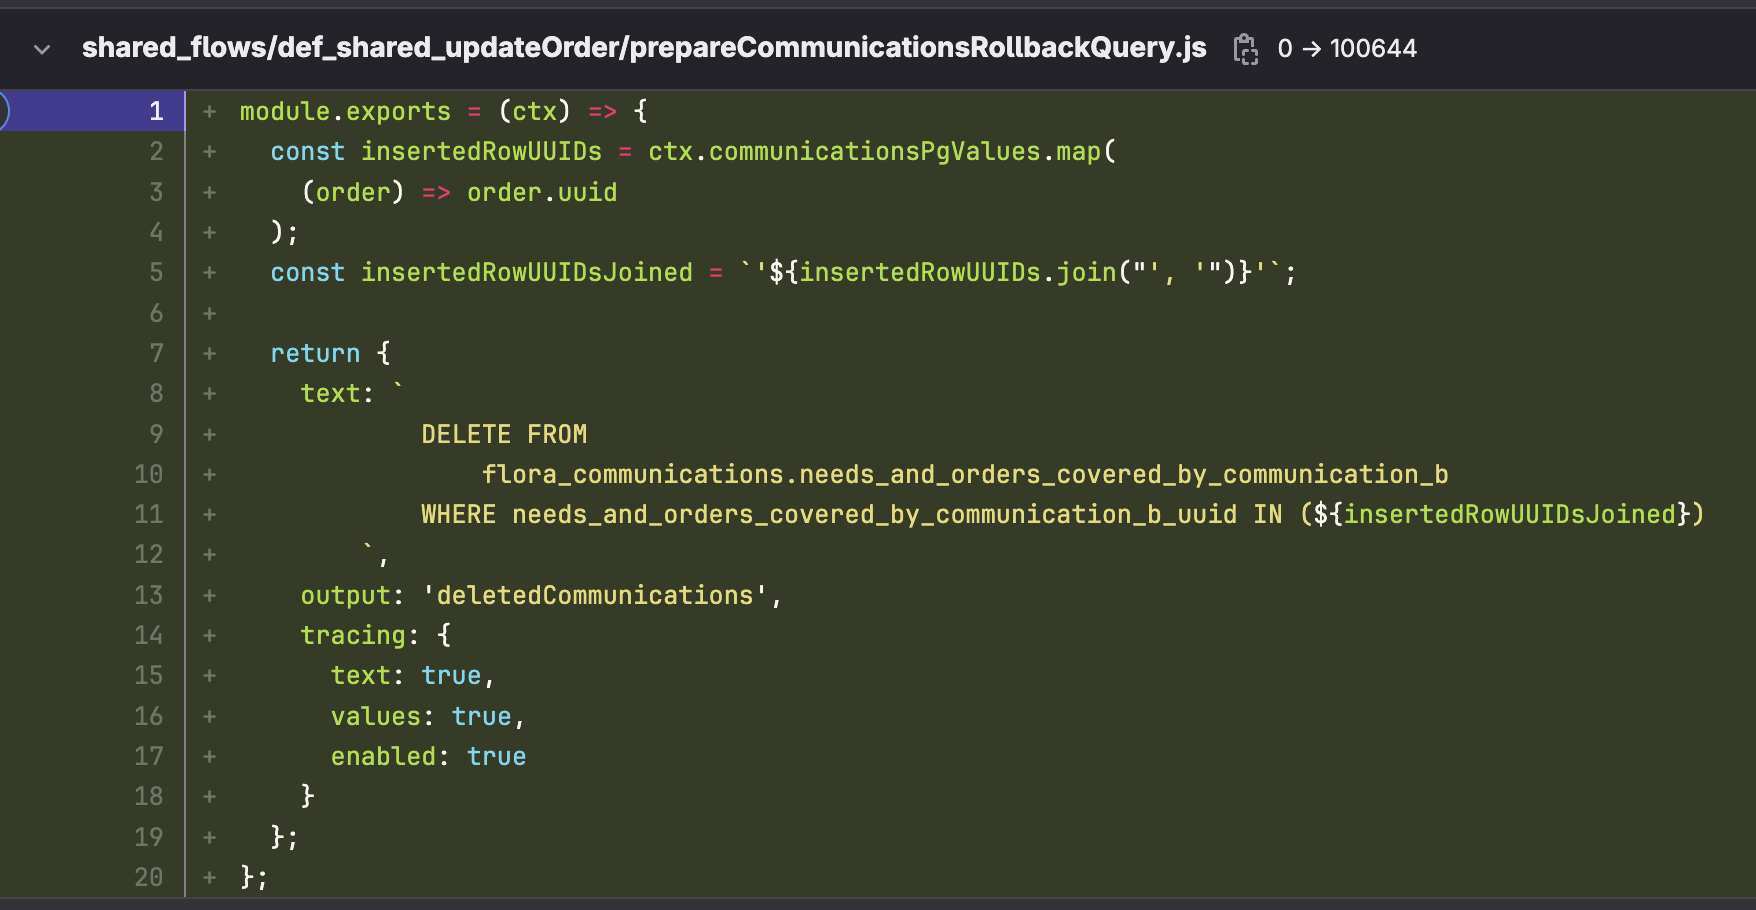 shared_flows/def_shared_updateOrder/prepareCommunicationsRollbackQuery.js 0 → 100644
1 + module.exports = (ctx) => {
2 +   const insertedRowUUIDs = ctx.communicationsPgValues.map(
3 +     (order) => order.uuid
4 +   );
5 +   const insertedRowUUIDsJoined = `'${insertedRowUUIDs.join("', '")}'`;
6 +
7 +   return {
8 +     text: `
9 +             DELETE FROM
10 +                 flora_communications.needs_and_orders_covered_by_communication_b
11 +             WHERE needs_and_orders_covered_by_communication_b_uuid IN (${insertedRowUUIDsJoined})
12 +         `,
13 +     output: 'deletedCommunications',
14 +     tracing: {
15 +       text: true,
16 +       values: true,
17 +       enabled: true
18 +     }
19 +   };
20 + };